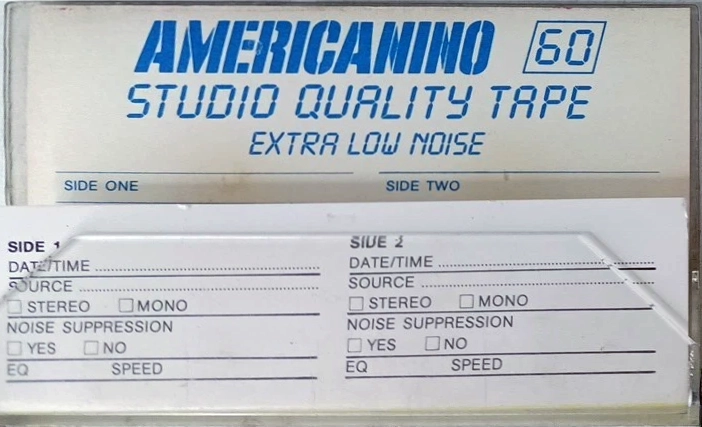 AMERICANINO 60
STUDIO QUALITY TAPE
EXTRA LOW NOISE
SIDE ONE
SIDE TWO
SIDE 1
DATE/TIME
SOURCE
STEREO MONO
NOISE SUPPRESSION
YES NO
EQ SPEED
SIDE 2
DATE/TIME
SOURCE
STEREO MONO
NOISE SUPPRESSION
YES NO
EQ SPEED